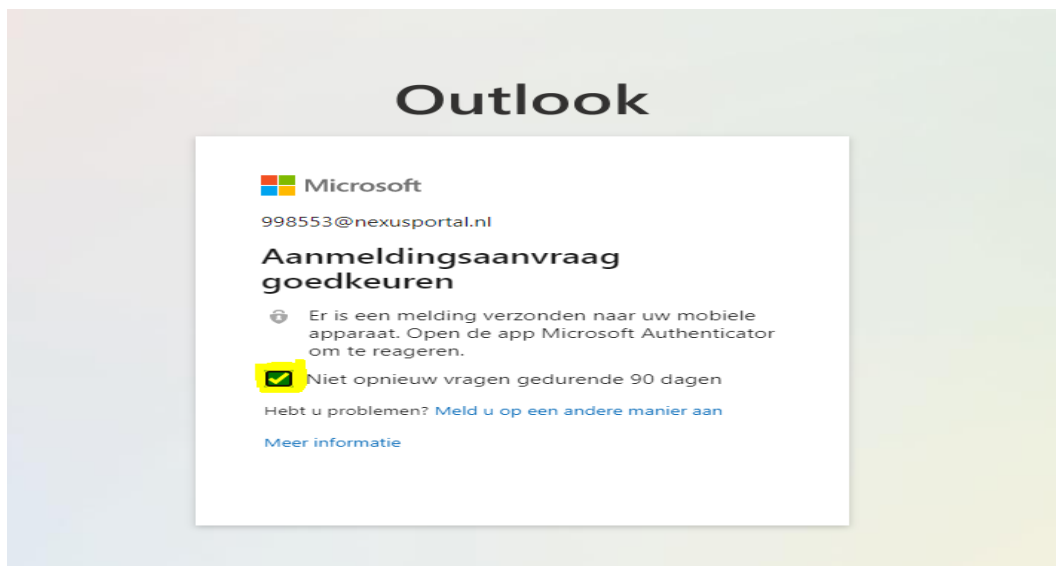 Outlook
Microsoft
998553@nexusportal.nl
Aanmeldingsaanvraag
goedkeuren
Er is een melding verzonden naar uw mobiele
apparaat. Open de app Microsoft Authenticator
om te reageren.
Niet opnieuw vragen gedurende 90 dagen
Hebt u problemen? Meld u op een andere manier aan
Meer informatie